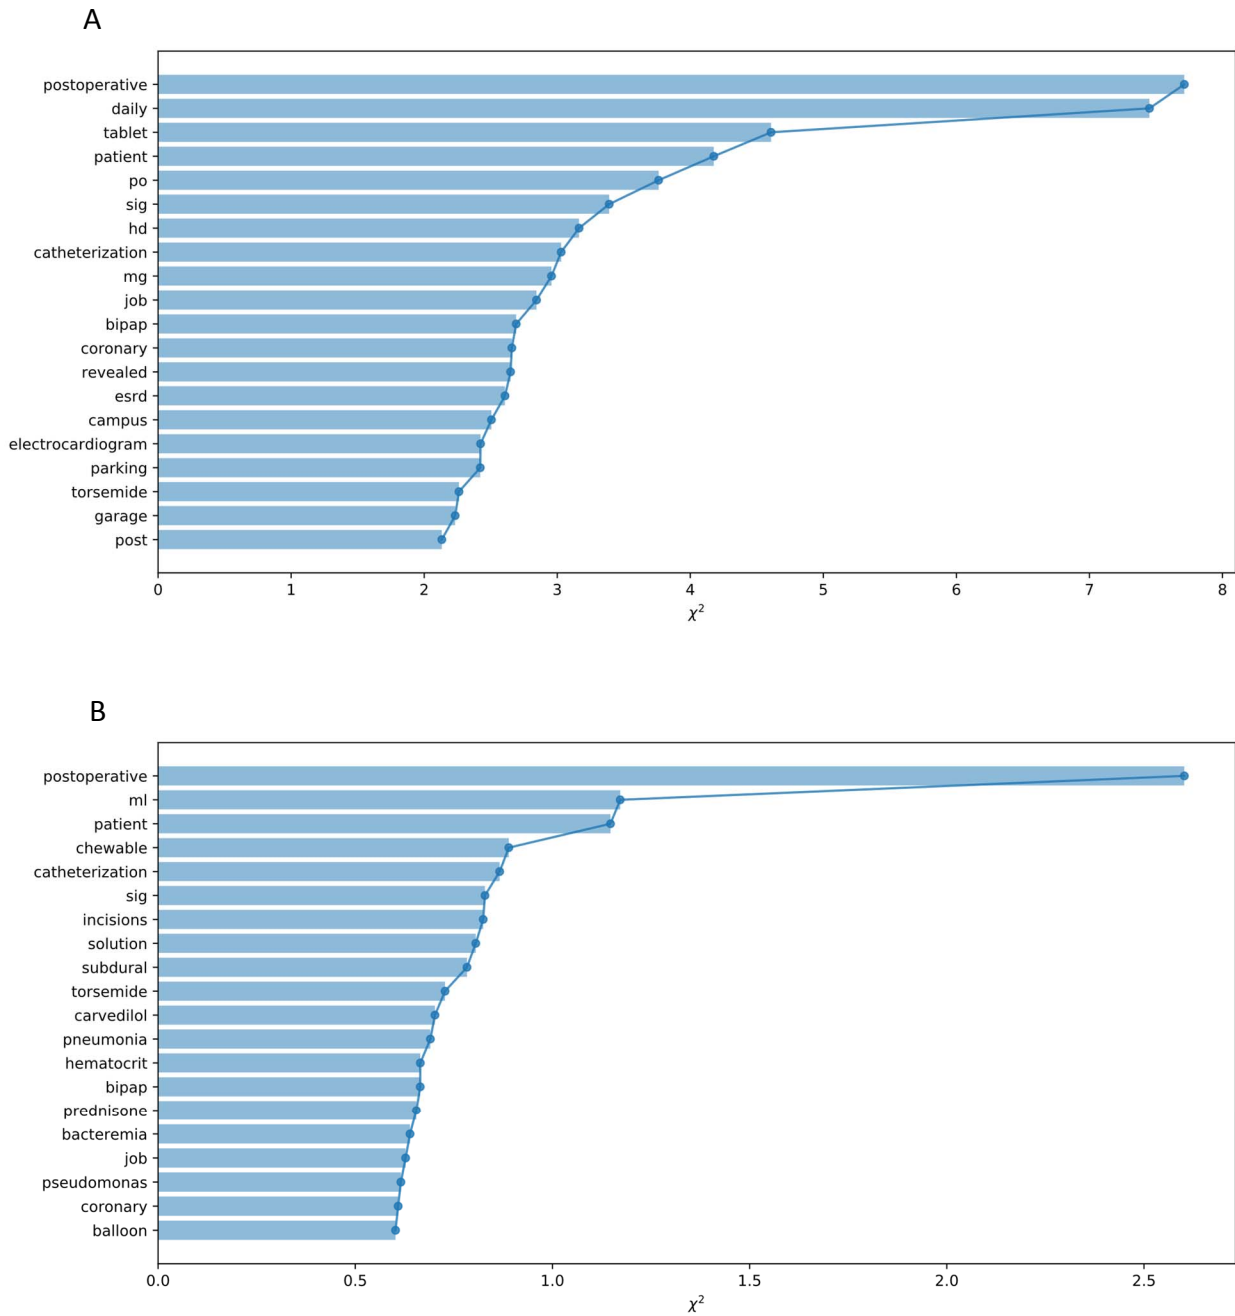 A
postoperative
daily
tablet
patient
po
sig
hd
catheterization
mg
job
bipap
coronary
revealed
esrd
campus
electrocardiogram
parking
torsemide
garage
post
0 1 2 3 4 5 6 7 8
χ²
B
postoperative
ml
patient
chewable
catheterization
sig
incisions
solution
subdural
torsemide
carvedilol
pneumonia
hematocrit
bipap
prednisone
bacteremia
job
pseudomonas
coronary
balloon
0.0 0.5 1.0 1.5 2.0 2.5
χ²